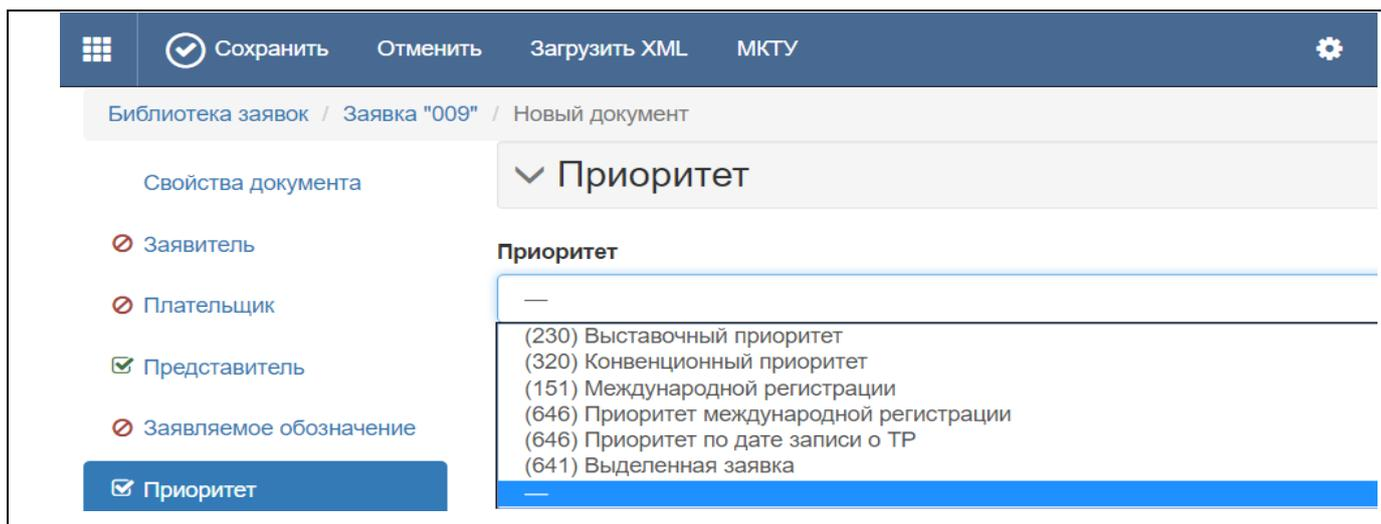 Сохранить Отменить Загрузить XML МКТУ
Библиотека заявок / Заявка "009" / Новый документ
Свойства документа
Заявитель
Плательщик
Представитель
Заявляемое обозначение
Приоритет
Приоритет
Приоритет
—
(230) Выставочный приоритет
(320) Конвенционный приоритет
(151) Международной регистрации
(646) Приоритет международной регистрации
(646) Приоритет по дате записи о ТР
(641) Выделенная заявка
—